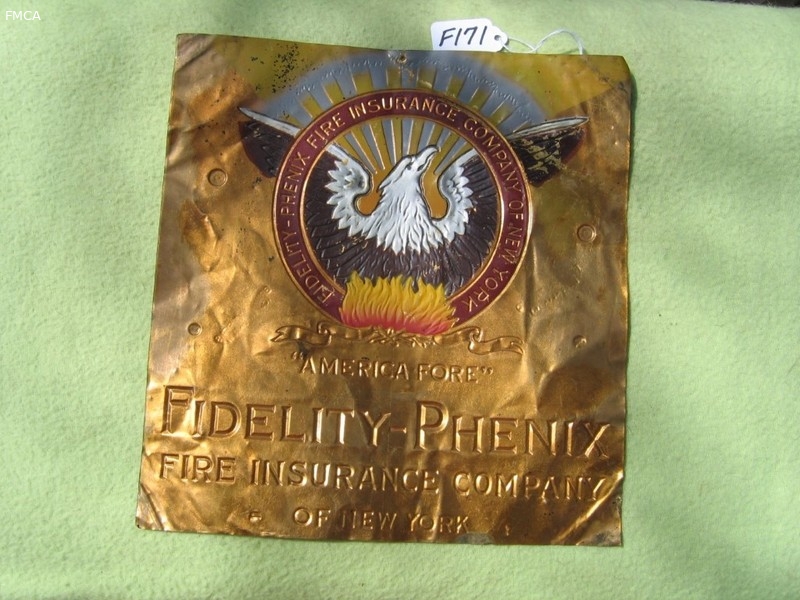 FMCA
F171
FIDELITY-PHENIX FIRE INSURANCE COMPANY OF NEW YORK
"AMERICA FORE"
FIDELITY-PHENIX
FIRE INSURANCE COMPANY
OF NEW YORK